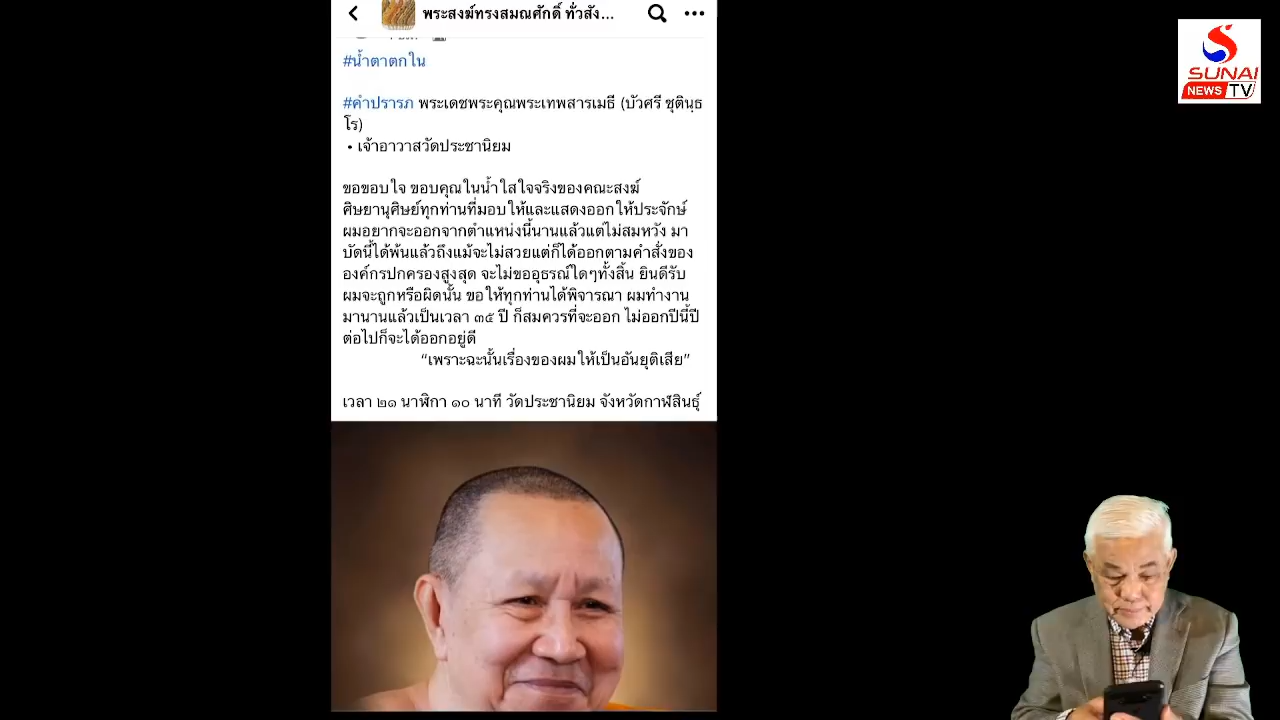 พระสงฆ์ทรงสมณศักดิ์ ทั่วสัง...
#น้ำตาตกใน
#คำปรารภ พระเดชพระคุณพระเทพสารเมธี (บัวศรี ชุตินฺธ
โร)
• เจ้าอาวาสวัดประชานิยม
ขอขอบใจ ขอบคุณในน้ำใสใจจริงของคณะสงฆ์
ศิษยานุศิษย์ทุกท่านที่มอบให้และแสดงออกให้ประจักษ์
ผมอยากจะออกจากตำแหน่งนี้นานแล้วแต่ไม่สมหวัง มา
บัดนี้ได้พ้นแล้วถึงแม้จะไม่สวยแต่ก็ได้ออกตามคำสั่งของ
องค์กรปกครองสูงสุด จะไม่ขออุธรณ์ใดๆทั้งสิ้น ยินดีรับ
ผมจะถูกหรือผิดนั้น ขอให้ทุกท่านได้พิจารณา ผมทำงาน
มานานแล้วเป็นเวลา ๓๕ ปี ก็สมควรที่จะออก ไม่ออกปีนี้ปี
ต่อไปก็จะได้ออกอยู่ดี
“เพราะฉะนั้นเรื่องของผมให้เป็นอันยุติเสีย”
เวลา ๒๑ นาฬิกา ๑๐ นาที วัดประชานิยม จังหวัดกาฬสินธุ์
SUNAI
NEWS TV